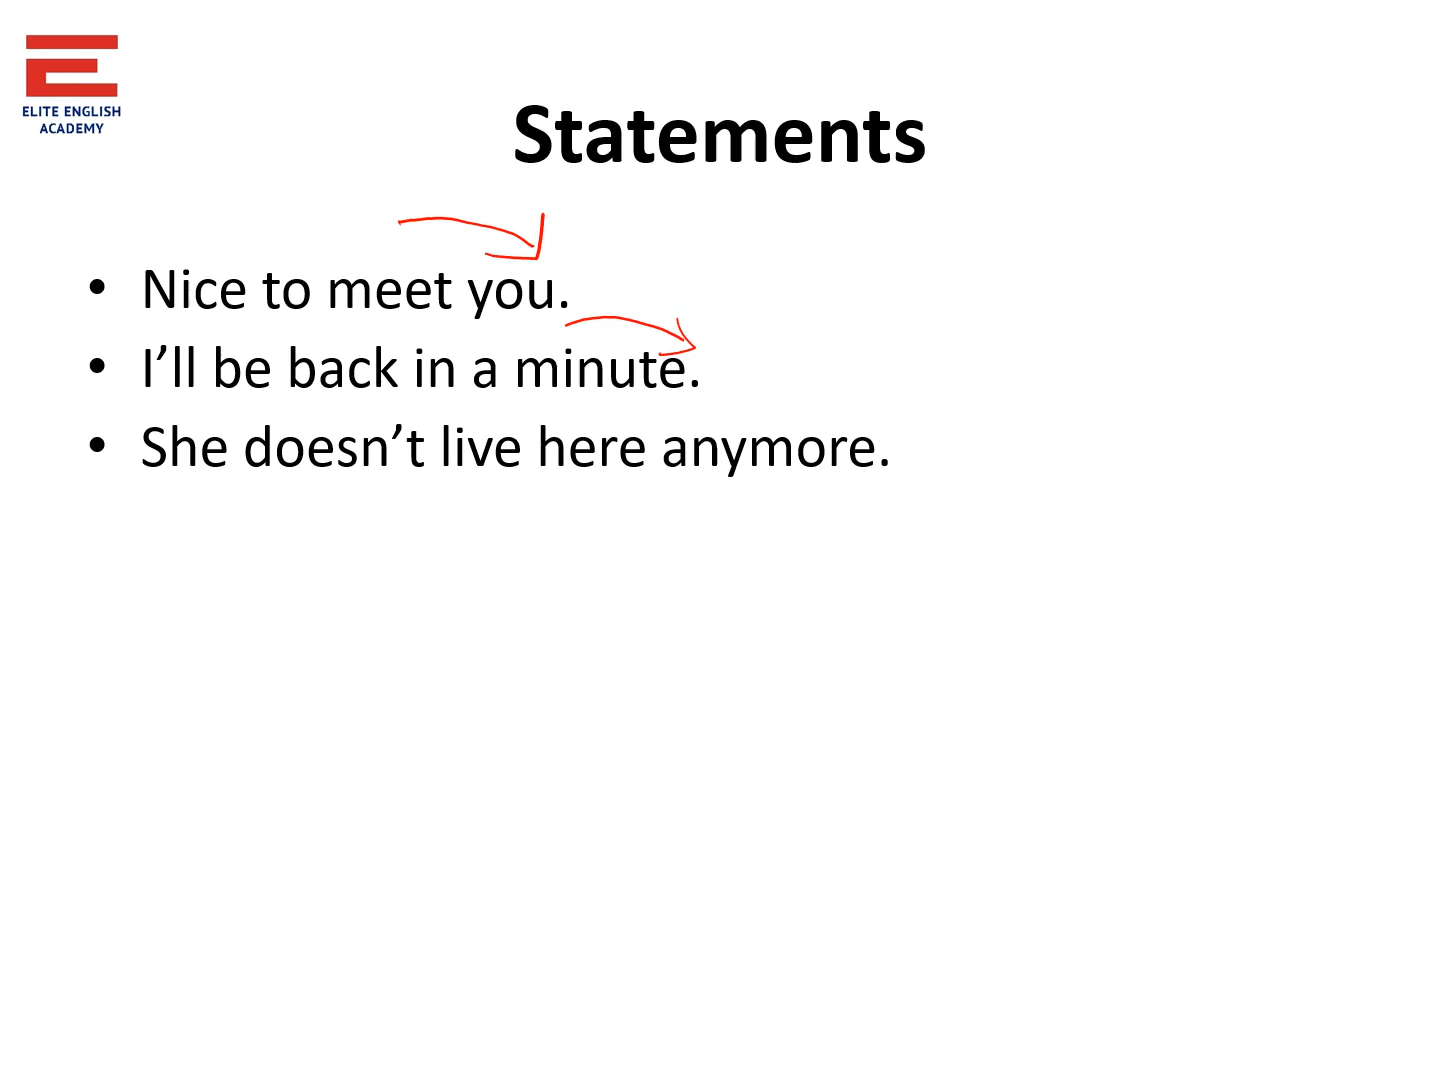 ELITE ENGLISH
ACADEMY
Statements
• Nice to meet you.
• I’ll be back in a minute.
• She doesn’t live here anymore.